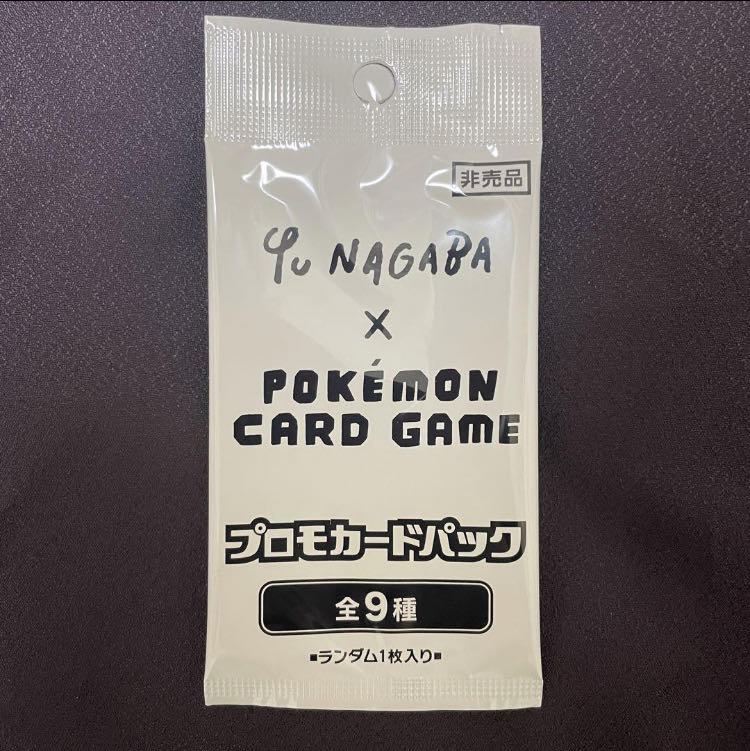 非売品
Yu NAGABA
X
POKÉMON
CARD GAME
プロモカードパック
全9種
■ランダム1枚入り■